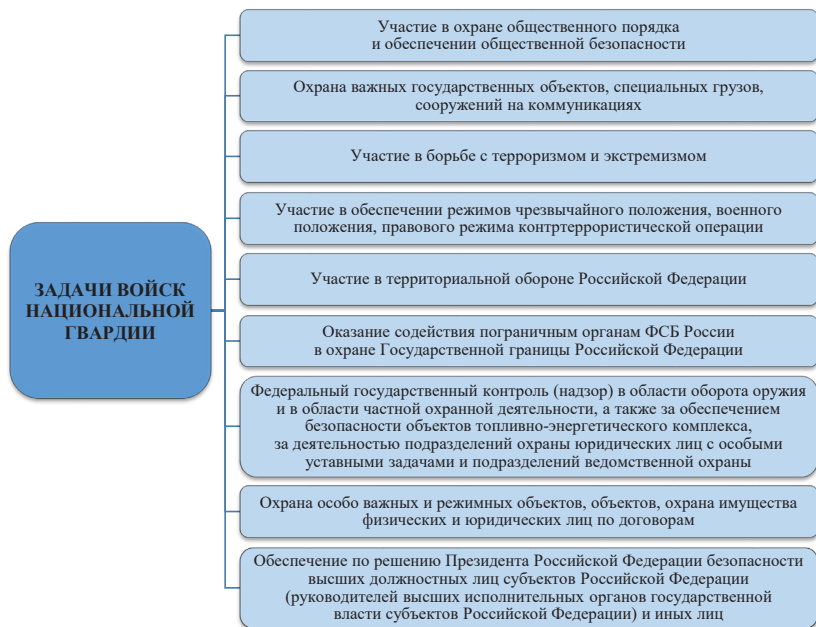 ЗАДАЧИ ВОЙСК
НАЦИОНАЛЬНОЙ
ГВАРДИИ
Участие в охране общественного порядка
и обеспечении общественной безопасности
Охрана важных государственных объектов, специальных грузов,
сооружений на коммуникациях
Участие в борьбе с терроризмом и экстремизмом
Участие в обеспечении режимов чрезвычайного положения, военного
положения, правового режима контртеррористической операции
Участие в территориальной обороне Российской Федерации
Оказание содействия пограничным органам ФСБ России
в охране Государственной границы Российской Федерации
Федеральный государственный контроль (надзор) в области оборота оружия
и в области частной охранной деятельности, а также за обеспечением
безопасности объектов топливно-энергетического комплекса,
за деятельностью подразделений охраны юридических лиц с особыми
уставными задачами и подразделений ведомственной охраны
Охрана особо важных и режимных объектов, объектов, охрана имущества
физических и юридических лиц по договорам
Обеспечение по решению Президента Российской Федерации безопасности
высших должностных лиц субъектов Российской Федерации
(руководителей высших исполнительных органов государственной
власти субъектов Российской Федерации) и иных лиц